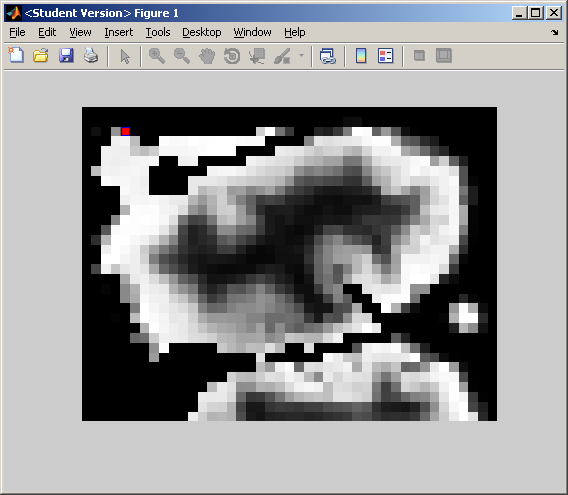 <Student Version> Figure 1
File Edit View Insert Tools Desktop Window Help